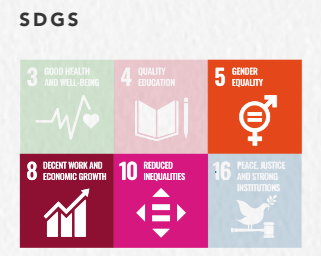 SDGS
3 GOOD HEALTH
AND WELL-BEING
4 QUALITY
EDUCATION
5 GENDER
EQUALITY
8 DECENT WORK AND
ECONOMIC GROWTH
10 REDUCED
INEQUALITIES
16 PEACE, JUSTICE
AND STRONG
INSTITUTIONS